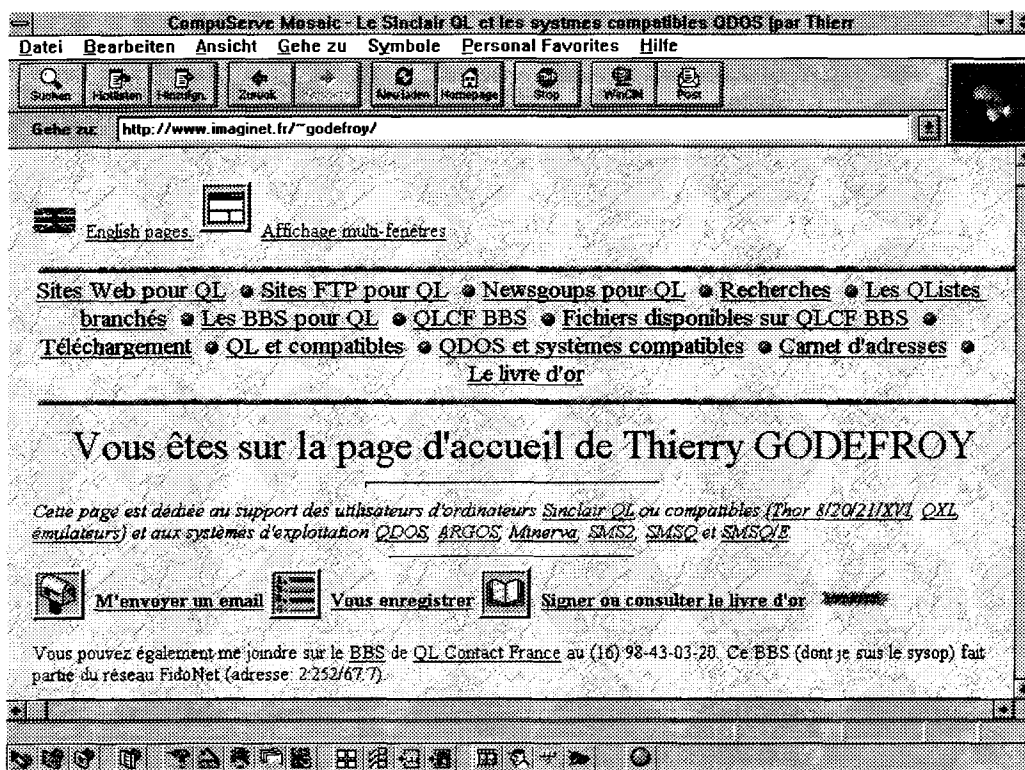 CompuServe Mosaic - Le Sinclair QL et les systmes compatibles QDOS (par Thierr
Datei Bearbeiten Ansicht Gehe zu Symbole Personal Favorites Hilfe
Suchen Hotlisten Hinzufgn. Zurück Neu laden Homepage Stop WinCIM Post
Gehe zu: http://www.imaginet.fr/~godefroy/
English pages. Affichage multi-fenêtres
Sites Web pour QL Sites FTP pour QL Newsgoups pour QL Recherches Les QListes
branchés Les BBS pour QL QLCF BBS Fichiers disponibles sur QLCF BBS
Téléchargement QL et compatibles QDOS et systèmes compatibles Carnet d'adresses
Le livre d'or
Vous êtes sur la page d'accueil de Thierry GODEFROY
Cette page est dédiée au support des utilisateurs d'ordinateurs Sinclair QL ou compatibles (Thor 8/20/21/XVI, QXL,
émulateurs) et aux systèmes d'exploitation QDOS, ARGOS, Minerva, SMS2, SMSQ et SMSQ/E.
M'envoyer un email Vous enregistrer Signer ou consulter le livre d'or
Vous pouvez également me joindre sur le BBS de QL Contact France au (16) 98-43-03-20. Ce BBS (dont je suis le sysop) fait
partie du réseau FidoNet (adresse: 2:252/67.7).